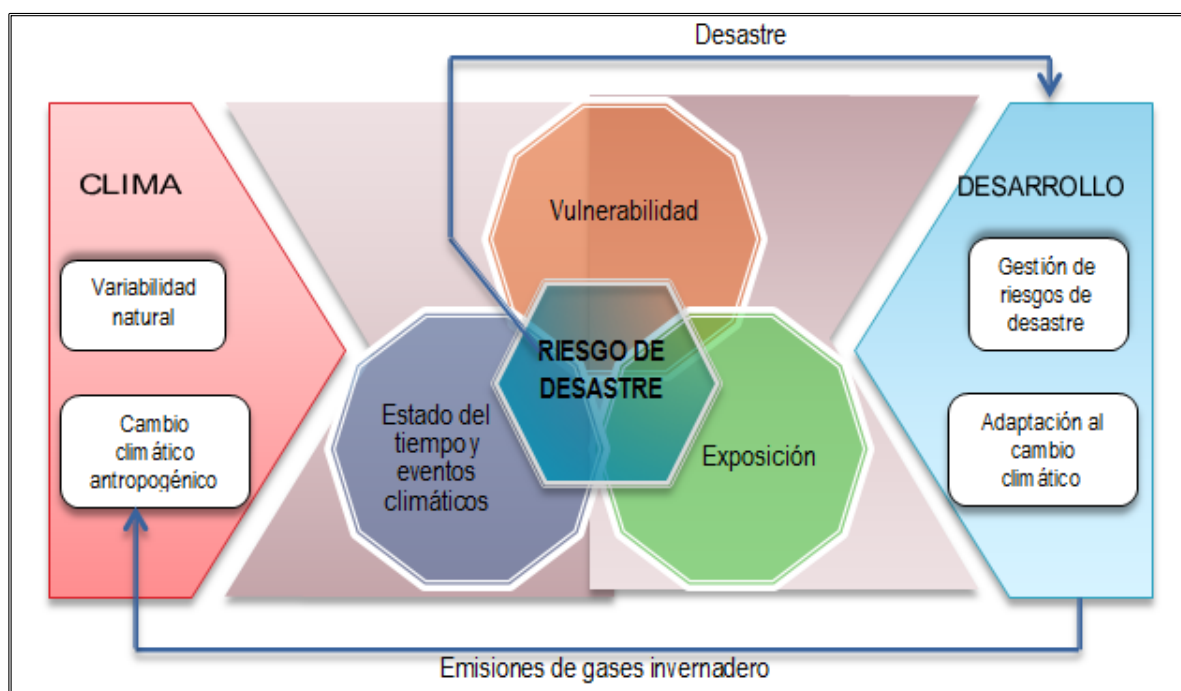 Desastre
CLIMA
Variabilidad
natural
Cambio
climático
antropogénico
Vulnerabilidad
RIESGO DE
DESASTRE
Estado del
tiempo y
eventos
climáticos
Exposición
DESARROLLO
Gestión de
riesgos de
desastre
Adaptación al
cambio
climático
Emisiones de gases invernadero